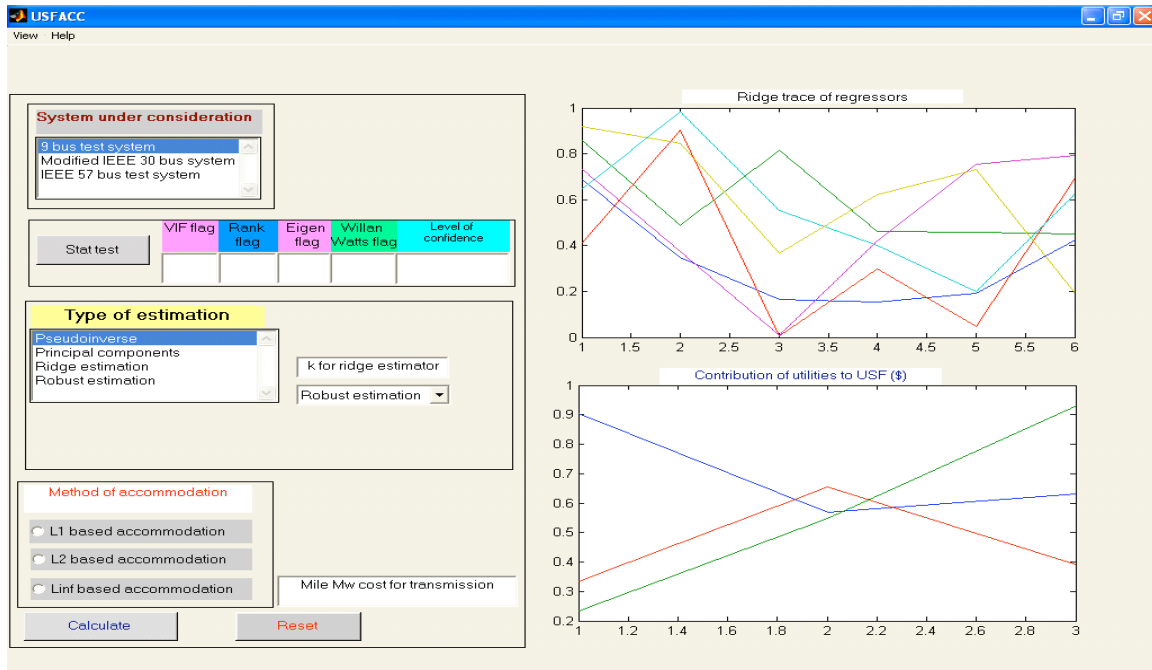 USFACC
View Help
System under consideration
9 bus test system
Modified IEEE 30 bus system
IEEE 57 bus test system
Stat test
VIF flag
Rank
flag
Eigen
flag
Willan
Watts flag
Level of
confidence
Type of estimation
Pseudoinverse
Principal components
Ridge estimation
Robust estimation
k for ridge estimator
Robust estimation
Method of accommodation
L1 based accommodation
L2 based accommodation
Linf based accommodation
Mile Mw cost for transmission
Calculate
Reset
Ridge trace of regressors
1
0.8
0.6
0.4
0.2
0
1 1.5 2 2.5 3 3.5 4 4.5 5 5.5 6
Contribution of utilities to USF ($)
1
0.9
0.8
0.7
0.6
0.5
0.4
0.3
0.2
1 1.2 1.4 1.6 1.8 2 2.2 2.4 2.6 2.8 3